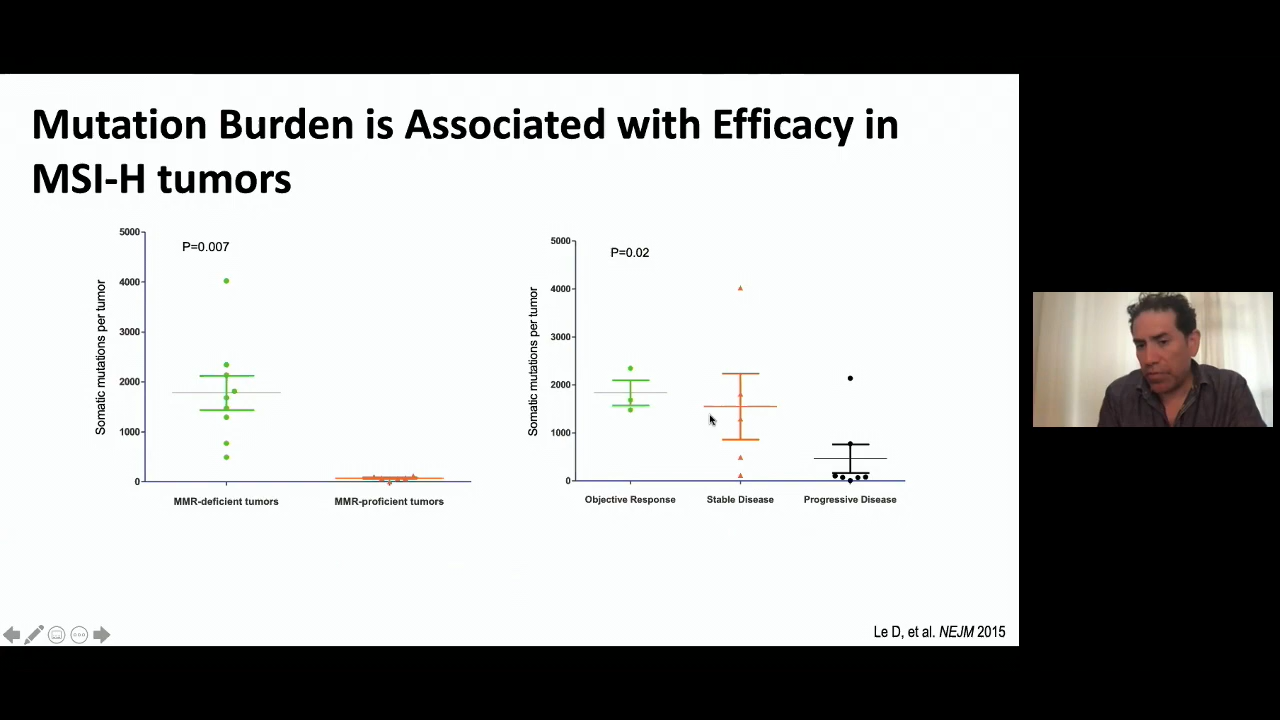 Mutation Burden is Associated with Efficacy in
MSI-H tumors
5000
4000
3000
2000
1000
0
Somatic mutations per tumor
P=0.007
MMR-deficient tumors
MMR-proficient tumors
5000
4000
3000
2000
1000
0
Somatic mutations per tumor
P=0.02
Objective Response
Stable Disease
Progressive Disease
Le D, et al. NEJM 2015